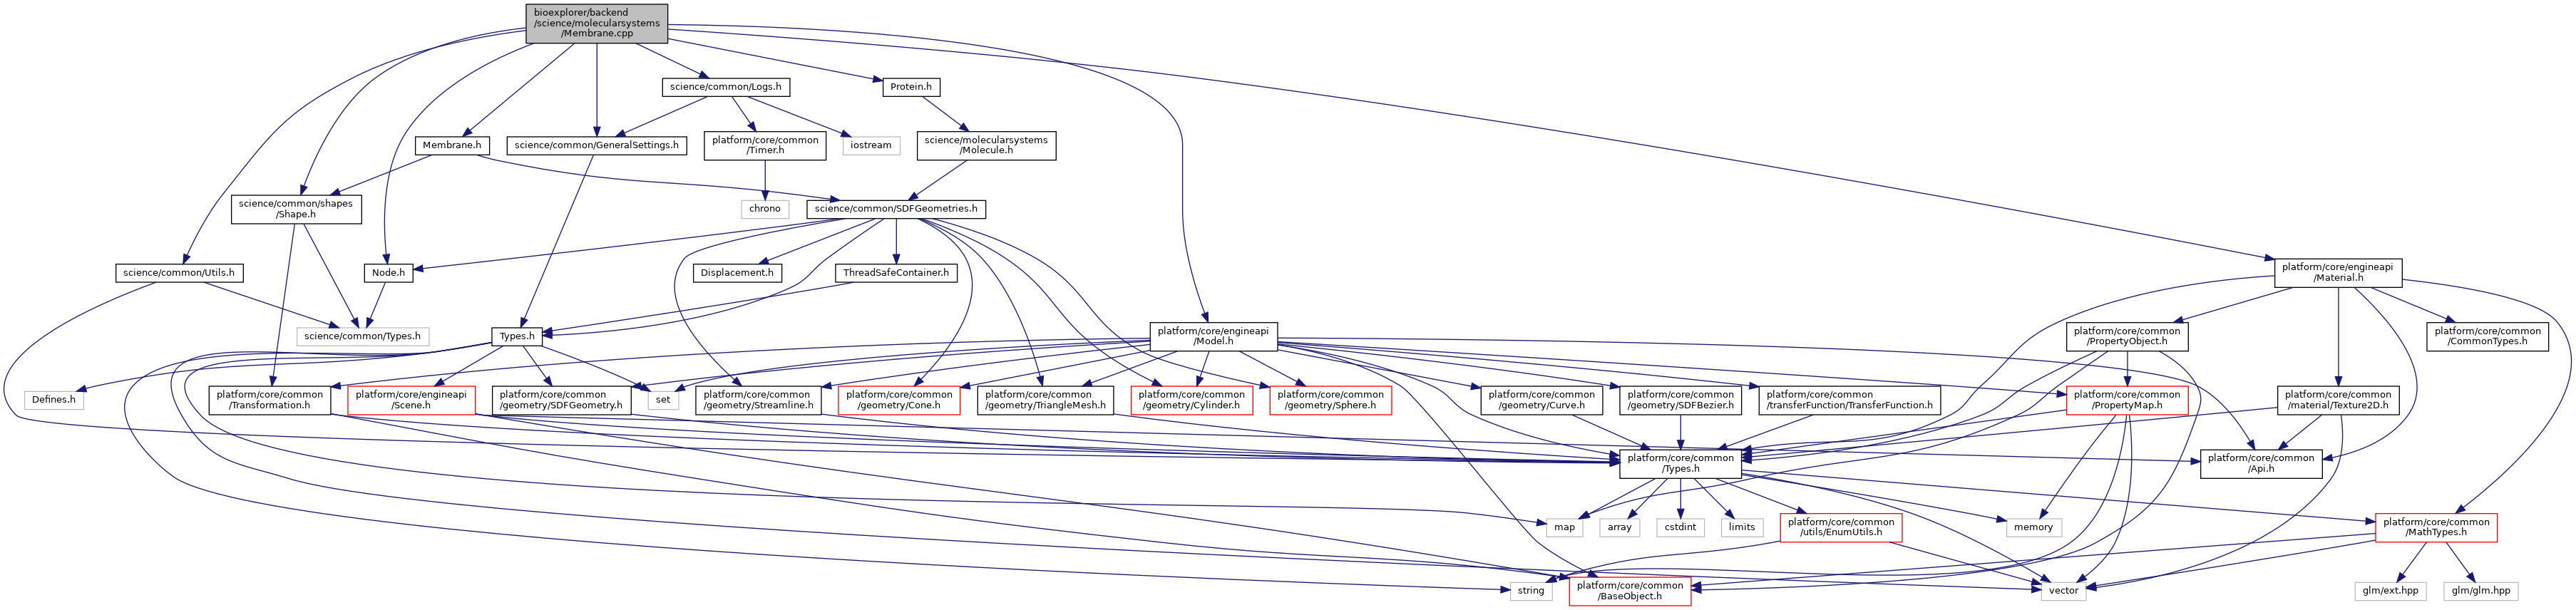 bioexplorer/backend
/science/molecularsystems
/Membrane.cpp
science/common/Logs.h
Protein.h
Membrane.h
science/common/GeneralSettings.h
platform/core/common
/Timer.h
iostream
science/molecularsystems
/Molecule.h
science/common/shapes
/Shape.h
chrono
science/common/SDFGeometries.h
science/common/Utils.h
Node.h
Displacement.h
ThreadSafeContainer.h
platform/core/engineapi
/Material.h
science/common/Types.h
Types.h
platform/core/engineapi
/Model.h
platform/core/common
/PropertyObject.h
platform/core/common
/CommonTypes.h
Defines.h
platform/core/common
/Transformation.h
platform/core/engineapi
/Scene.h
platform/core/common
/geometry/SDFGeometry.h
set
platform/core/common
/geometry/Streamline.h
platform/core/common
/geometry/Cone.h
platform/core/common
/geometry/TriangleMesh.h
platform/core/common
/geometry/Cylinder.h
platform/core/common
/geometry/Sphere.h
platform/core/common
/geometry/Curve.h
platform/core/common
/geometry/SDFBezier.h
platform/core/common
/transferFunction/TransferFunction.h
platform/core/common
/PropertyMap.h
platform/core/common
/material/Texture2D.h
platform/core/common
/Types.h
platform/core/common
/Api.h
map
array
cstdint
limits
platform/core/common
/utils/EnumUtils.h
memory
platform/core/common
/MathTypes.h
string
platform/core/common
/BaseObject.h
vector
glm/ext.hpp
glm/glm.hpp